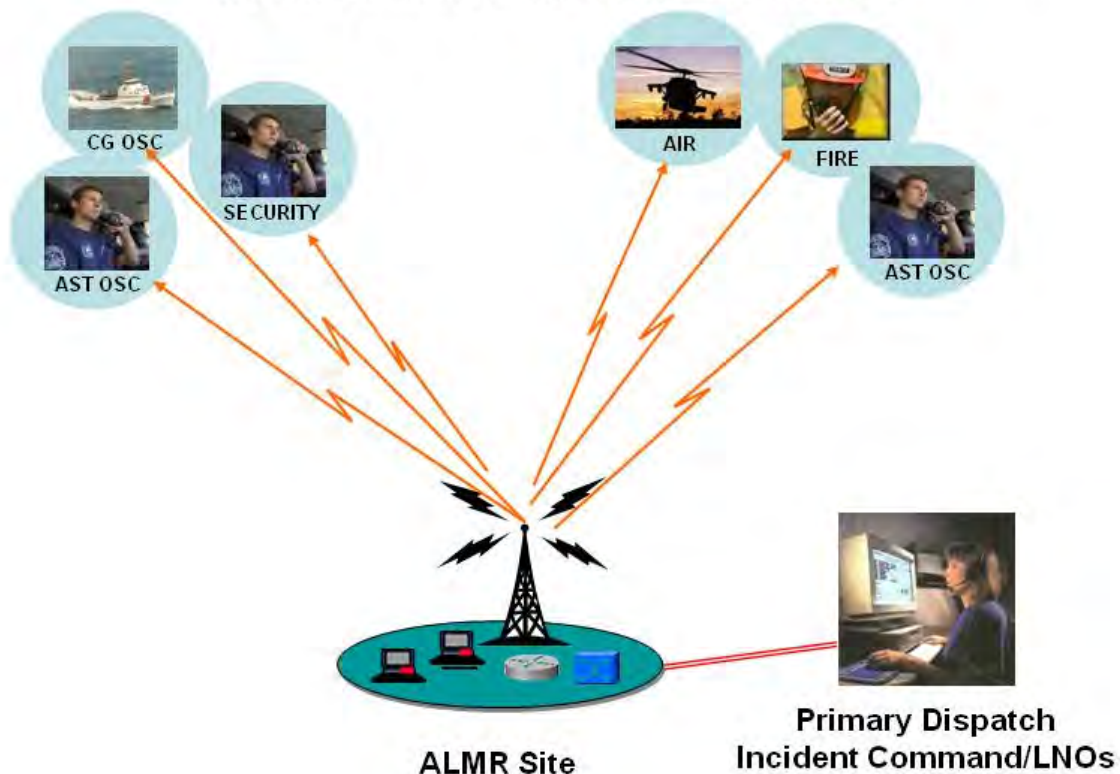 CG OSC
SECURITY
AST OSC
AIR
FIRE
AST OSC
ALMR Site
Primary Dispatch
Incident Command/LNOs